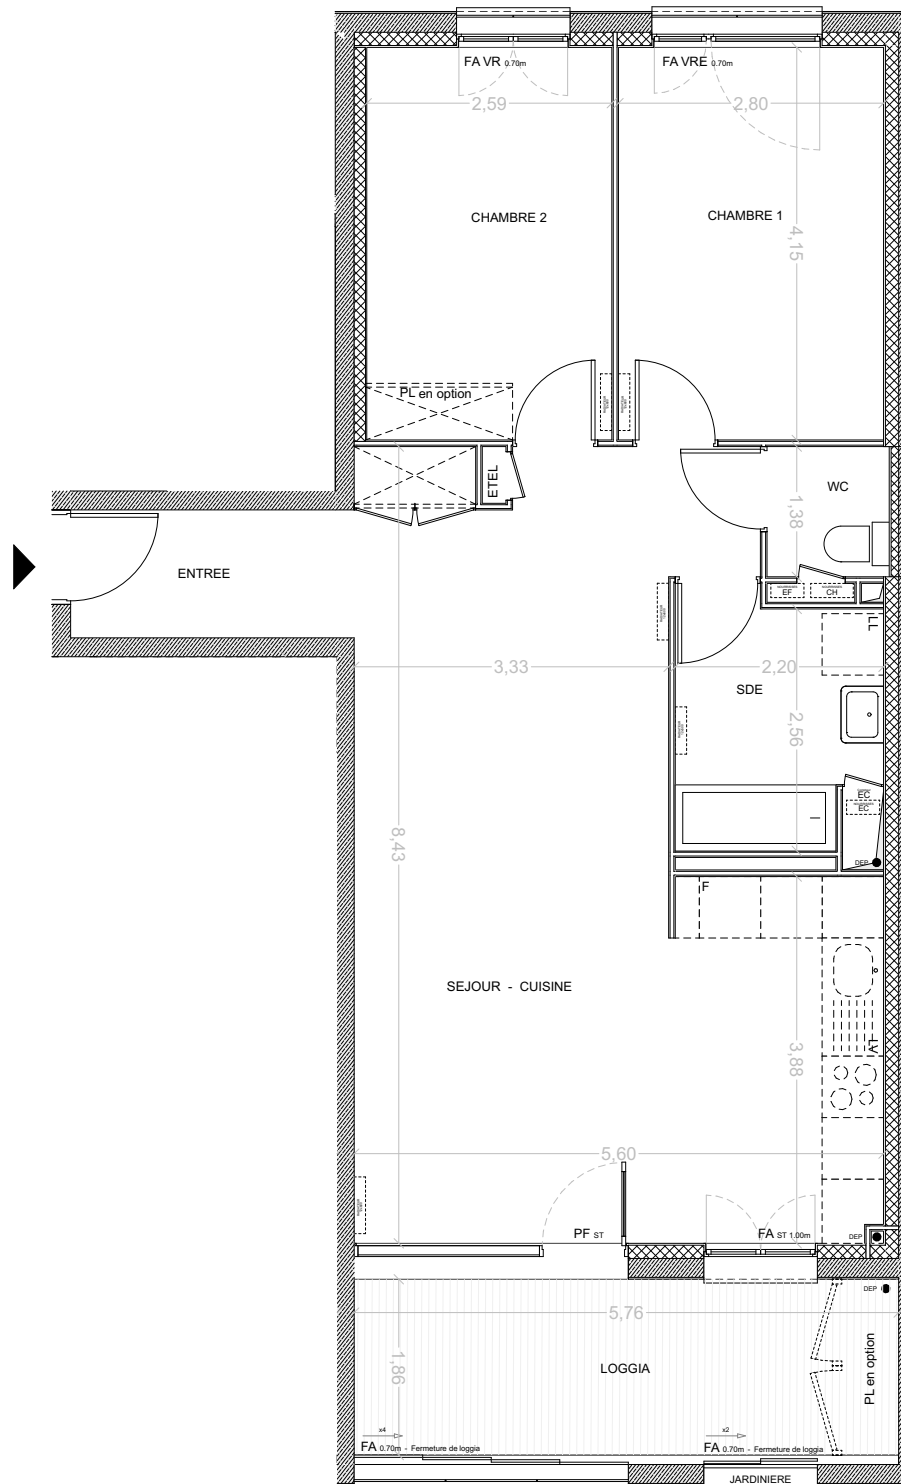 FA VR 0.70m
FA VRE 0.70m
2,59
2,80
CHAMBRE 2
CHAMBRE 1
4,15
PL en option
ETEL
WC
1,38
ENTREE
EF
CH
LL
3,33
2,20
SDE
2,56
EC
EC
8,43
DEP
F
SEJOUR - CUISINE
LV
3,88
5,60
PF ST
FA ST 1.00m
DEP
DEP
5,76
1,86
LOGGIA
PL en option
x4
x2
FA 0.70m - Fermeture de loggia
FA 0.70m - Fermeture de loggia
JARDINIERE